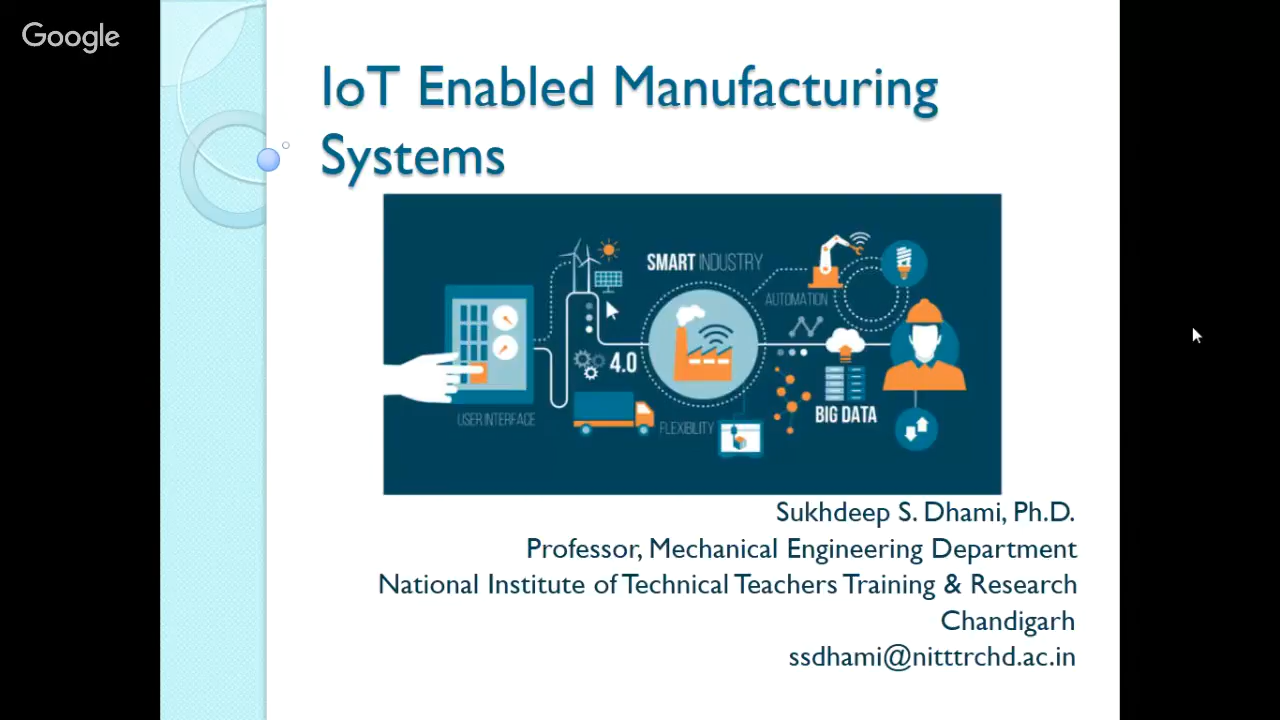 Google
IoT Enabled Manufacturing
Systems
SMART INDUSTRY
AUTOMATION
4.0
USER INTERFACE
FLEXIBILITY
BIG DATA
Sukhdeep S. Dhami, Ph.D.
Professor, Mechanical Engineering Department
National Institute of Technical Teachers Training & Research
Chandigarh
ssdhami@nitttrchd.ac.in